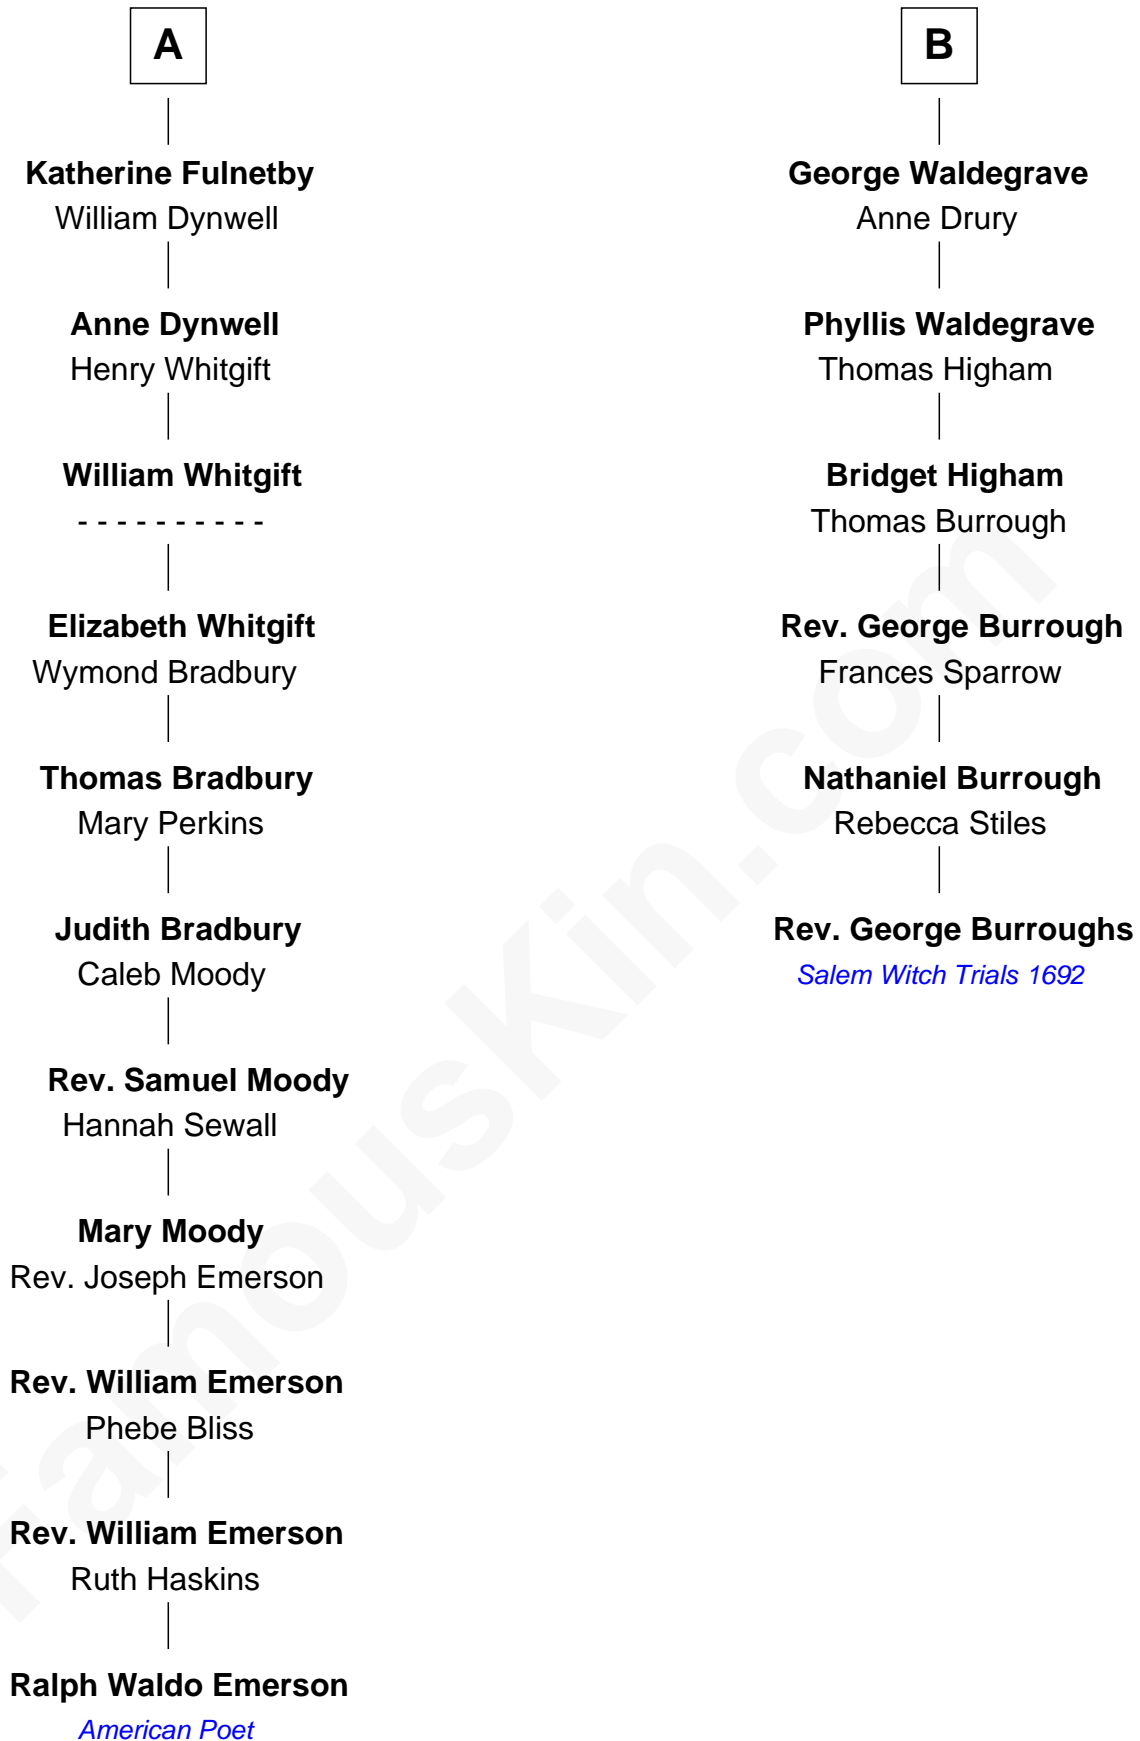 A
Katherine Fulnetby
William Dynwell
Anne Dynwell
Henry Whitgift
William Whitgift
- - - - - - - - - -
Elizabeth Whitgift
Wymond Bradbury
Thomas Bradbury
Mary Perkins
Judith Bradbury
Caleb Moody
Rev. Samuel Moody
Hannah Sewall
Mary Moody
Rev. Joseph Emerson
Rev. William Emerson
Phebe Bliss
Rev. William Emerson
Ruth Haskins
Ralph Waldo Emerson
American Poet
B
George Waldegrave
Anne Drury
Phyllis Waldegrave
Thomas Higham
Bridget Higham
Thomas Burrough
Rev. George Burrough
Frances Sparrow
Nathaniel Burrough
Rebecca Stiles
Rev. George Burroughs
Salem Witch Trials 1692
FamousKin.com